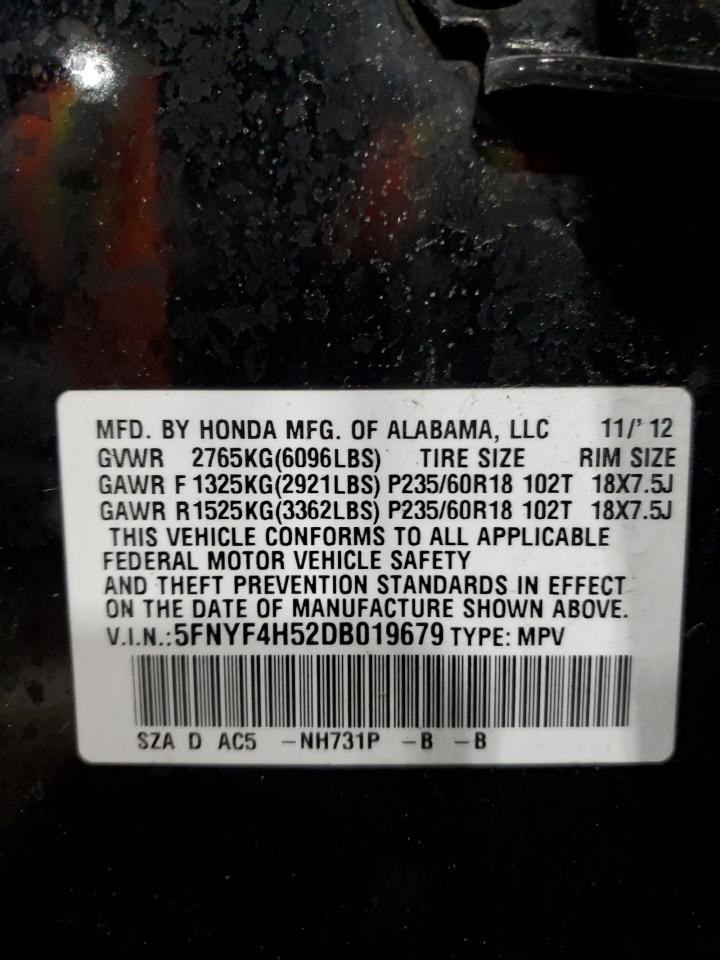 MFD. BY HONDA MFG. OF ALABAMA, LLC 11/'12
GVWR 2765KG(6096LBS) TIRE SIZE RIM SIZE
GAWR F 1325KG(2921LBS) P235/60R18 102T 18X7.5J
GAWR R 1525KG(3362LBS) P235/60R18 102T 18X7.5J
THIS VEHICLE CONFORMS TO ALL APPLICABLE
FEDERAL MOTOR VEHICLE SAFETY
AND THEFT PREVENTION STANDARDS IN EFFECT
ON THE DATE OF MANUFACTURE SHOWN ABOVE.
V.I.N.:5FNYF4H52DB019679 TYPE: MPV
SZA D AC5 -NH731P -B -B